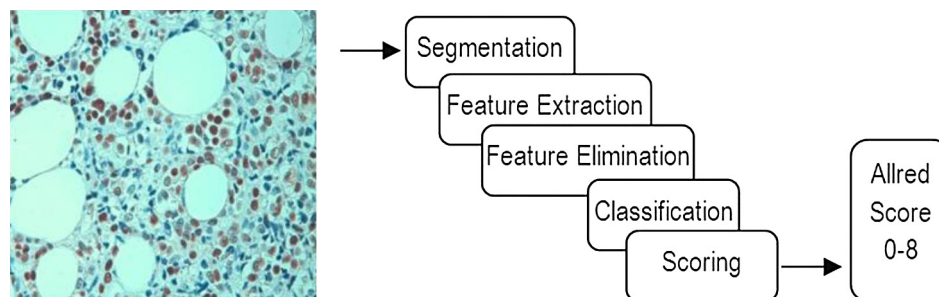 Segmentation
Feature Extraction
Feature Elimination
Classification
Scoring
Allred
Score
0-8